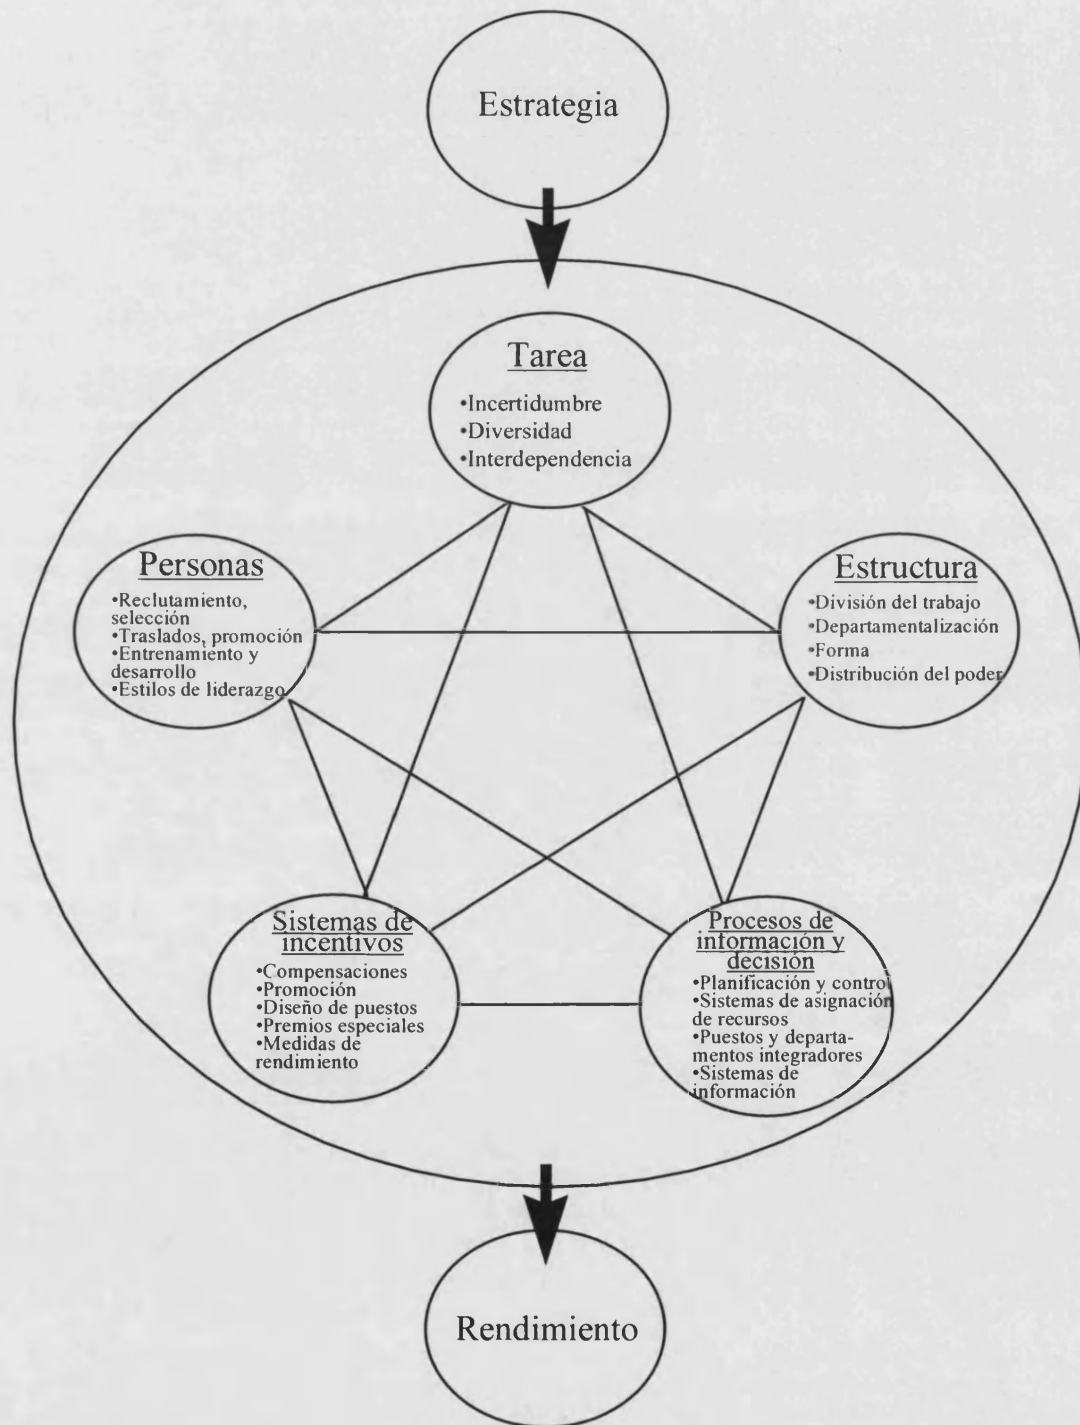 Estrategia
Tarea
•Incertidumbre
•Diversidad
•Interdependencia
Personas
•Reclutamiento,
selección
•Traslados, promoción
•Entrenamiento y
desarrollo
•Estilos de liderazgo
Estructura
•División del trabajo
•Departamentalización
•Forma
•Distribución del poder
Sistemas de
incentivos
•Compensaciones
•Promoción
•Diseño de puestos
•Premios especiales
•Medidas de
rendimiento
Procesos de
información y
decisión
•Planificación y control
•Sistemas de asignación
de recursos
•Puestos y departa-
mentos integradores
•Sistemas de
información
Rendimiento